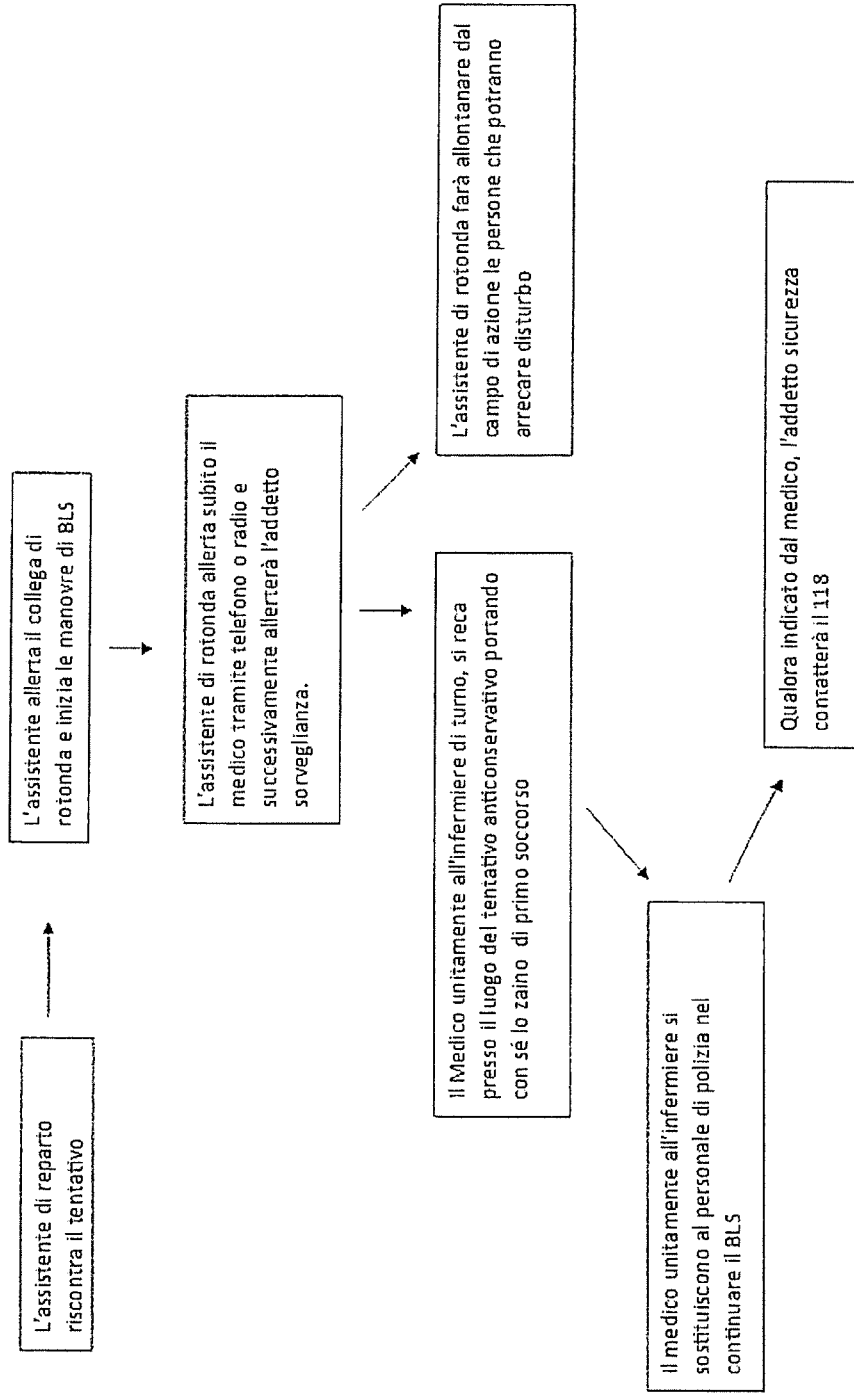 L'assistente di reparto
riscontra il tentativo
L'assistente allerta il collega di
rotonda e inizia le manovre di BLS
L'assistente di rotonda allerta subito il
medico tramite telefono o radio e
successivamente allerterà l'addetto
sorveglianza.
Il Medico unitamente all'infermiere di turno, si reca
presso il luogo del tentativo anticonservativo portando
con sé lo zaino di primo soccorso
L'assistente di rotonda farà allontanare dal
campo di azione le persone che potranno
arrecare disturbo
Il medico unitamente all'infermiere si
sostituiscono al personale di polizia nel
continuare il BLS
Qualora indicato dal medico, l'addetto sicurezza
contatterà il 118